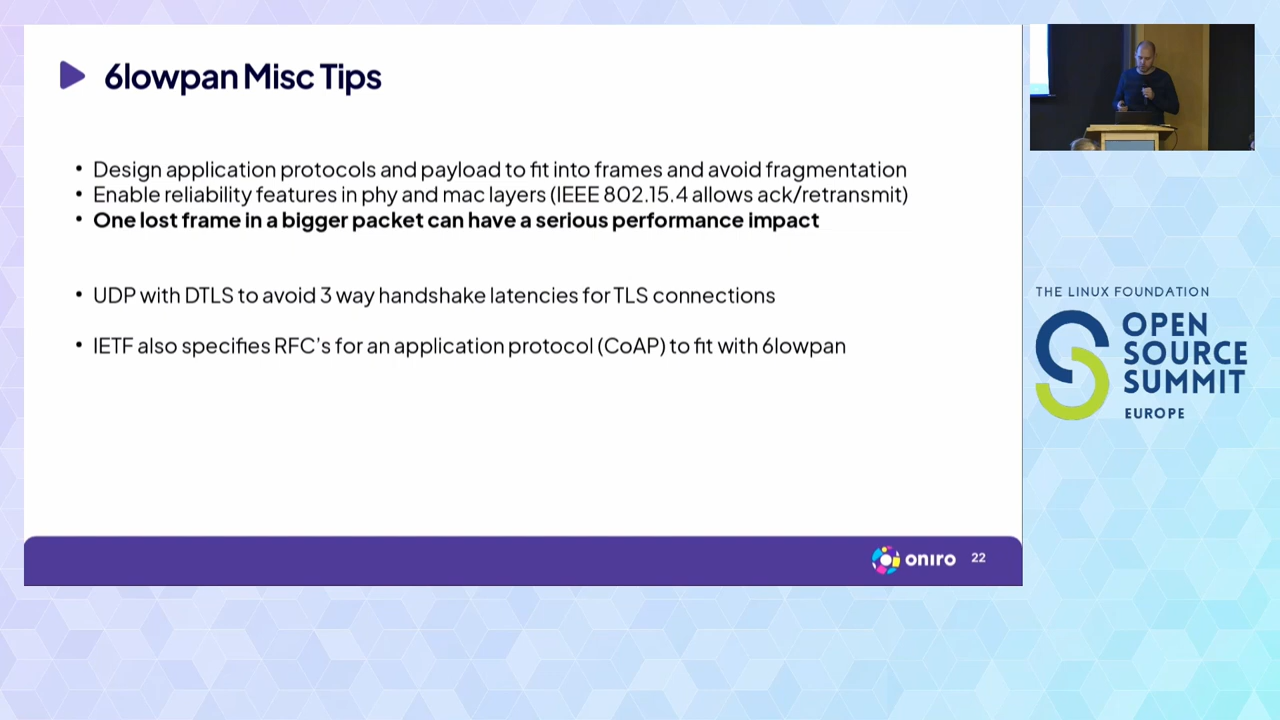 6lowpan Misc Tips
• Design application protocols and payload to fit into frames and avoid fragmentation
• Enable reliability features in phy and mac layers (IEEE 802.15.4 allows ack/retransmit)
• One lost frame in a bigger packet can have a serious performance impact
• UDP with DTLS to avoid 3 way handshake latencies for TLS connections
• IETF also specifies RFC's for an application protocol (CoAP) to fit with 6lowpan
oniro 22
THE LINUX FOUNDATION
OPEN
SOURCE
SUMMIT
EUROPE